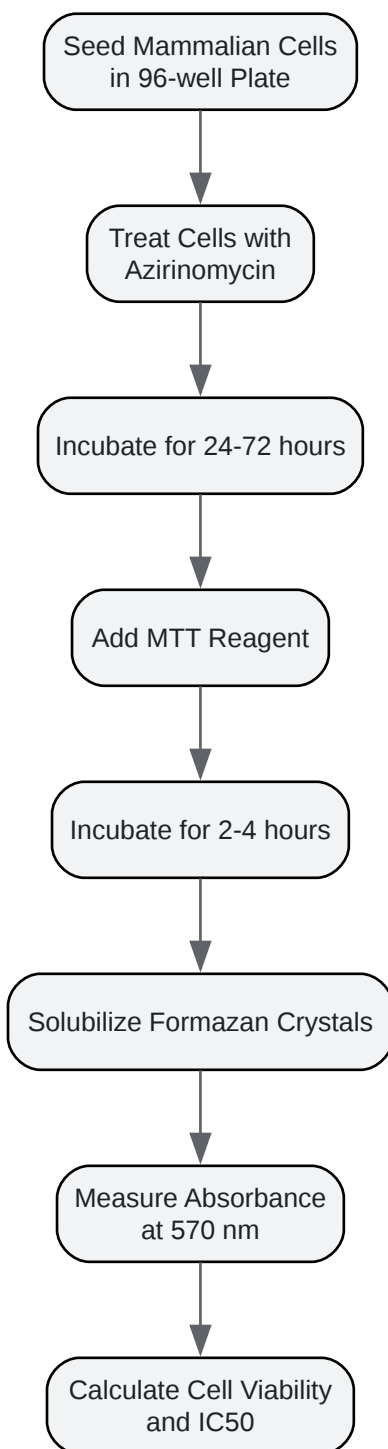 Seed Mammalian Cells
in 96-well Plate
Treat Cells with
Azirinomycin
Incubate for 24-72 hours
Add MTT Reagent
Incubate for 2-4 hours
Solubilize Formazan Crystals
Measure Absorbance
at 570 nm
Calculate Cell Viability
and IC50